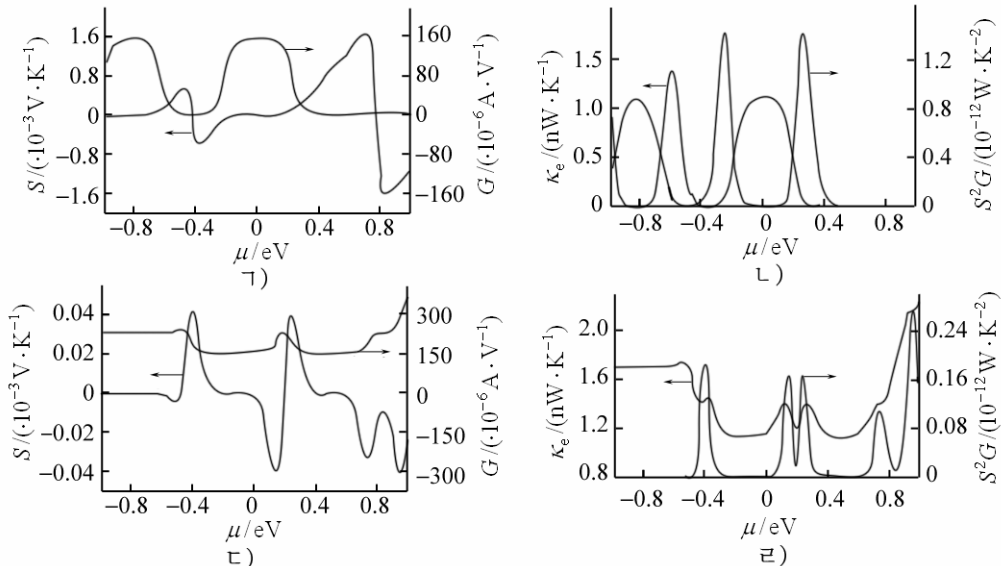 S/(·10⁻³ V·K⁻¹)
1.6
0.8
0
−0.8
−1.6
160
80
0
−80
−160
G/(·10⁻⁶ A·V⁻¹)
−0.8 −0.4 0 0.4 0.8
μ/eV
ㄱ)
κₑ/(nW·K⁻¹)
1.5
1.0
0.5
0
1.2
0.8
0.4
0
S²G/(10⁻¹² W·K⁻²)
−0.8 −0.4 0 0.4 0.8
μ/eV
ㄴ)
S/(·10⁻³ V·K⁻¹)
0.04
0.02
0
−0.02
−0.04
300
150
0
−150
−300
G/(·10⁻⁶ A·V⁻¹)
−0.8 −0.4 0 0.4 0.8
μ/eV
ㄷ)
κₑ/(nW·K⁻¹)
2.0
1.6
1.2
0.8
0.24
0.16
0.08
0
S²G/(10⁻¹² W·K⁻²)
−0.8 −0.4 0 0.4 0.8
μ/eV
ㄹ)